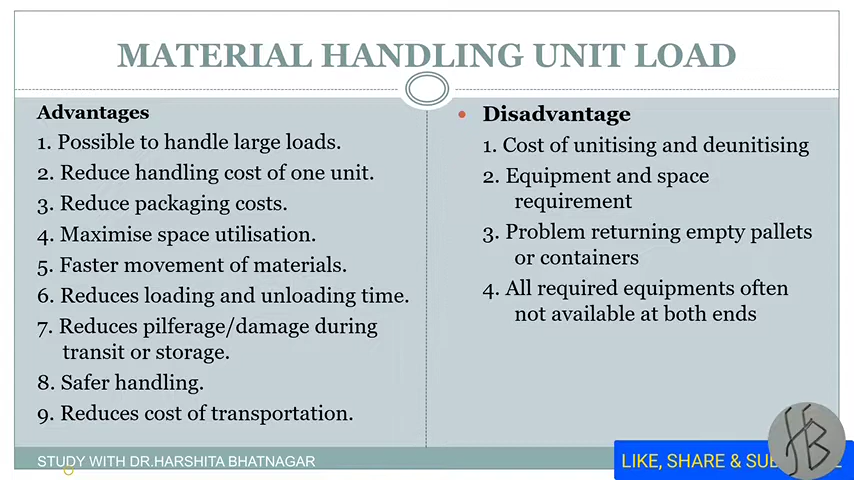 MATERIAL HANDLING UNIT LOAD
Advantages
1. Possible to handle large loads.
2. Reduce handling cost of one unit.
3. Reduce packaging costs.
4. Maximise space utilisation.
5. Faster movement of materials.
6. Reduces loading and unloading time.
7. Reduces pilferage/damage during
transit or storage.
8. Safer handling.
9. Reduces cost of transportation.
Disadvantage
1. Cost of unitising and deunitising
2. Equipment and space
requirement
3. Problem returning empty pallets
or containers
4. All required equipments often
not available at both ends
STUDY WITH DR.HARSHITA BHATNAGAR
LIKE, SHARE &
HB